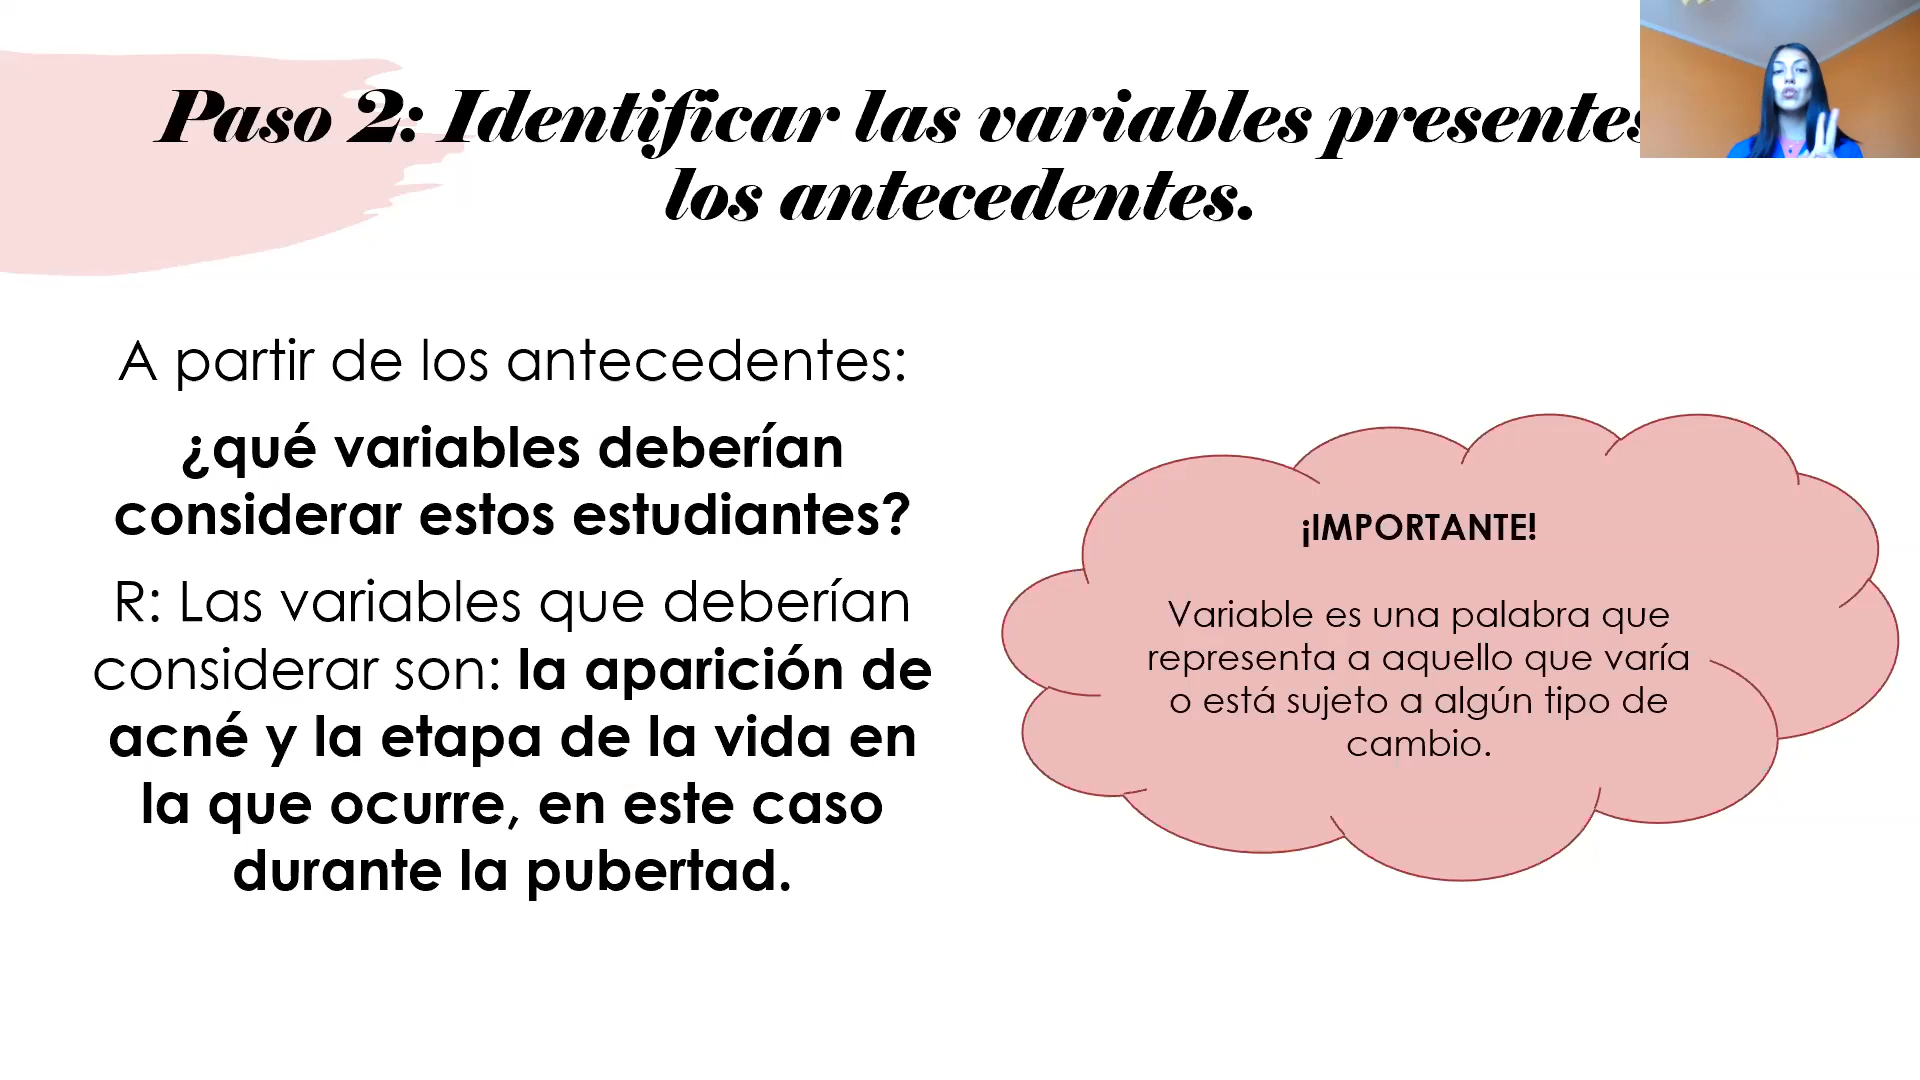 Paso 2: Identificar las variables presentes
los antecedentes.
A partir de los antecedentes:
¿qué variables deberían
considerar estos estudiantes?
R: Las variables que deberían
considerar son: la aparición de
acné y la etapa de la vida en
la que ocurre, en este caso
durante la pubertad.
¡IMPORTANTE!
Variable es una palabra que
representa a aquello que varía
o está sujeto a algún tipo de
cambio.